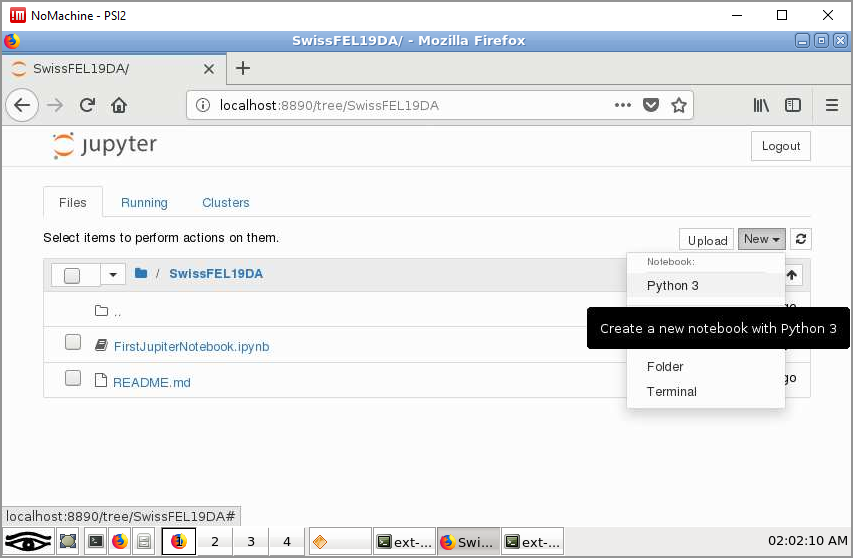 NoMachine - PSI2
SwissFEL19DA/ - Mozilla Firefox
SwissFEL19DA/
localhost:8890/tree/SwissFEL19DA
jupyter
Logout
Files Running Clusters
Select items to perform actions on them.
Upload New
Notebook:
/ SwissFEL19DA
Python 3
..
Create a new notebook with Python 3
FirstJupiterNotebook.ipynb
Folder
README.md
go
Terminal
localhost:8890/tree/SwissFEL19DA#
1 2 3 4 ext-... Swi... ext-... 02:02:10 AM